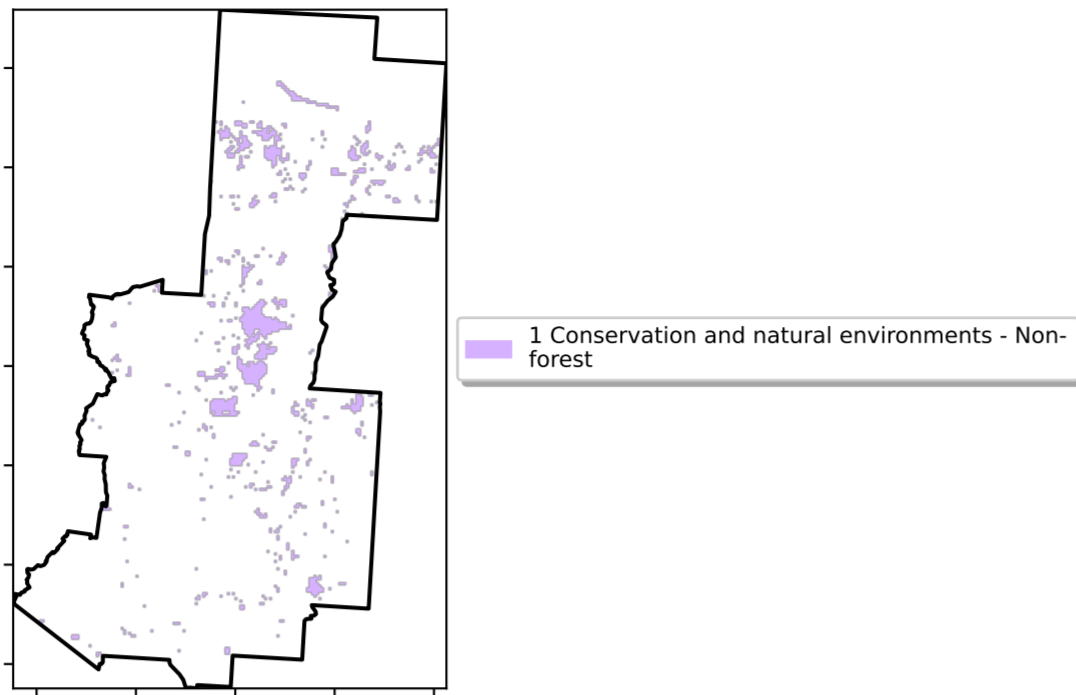 1 Conservation and natural environments - Non-
forest